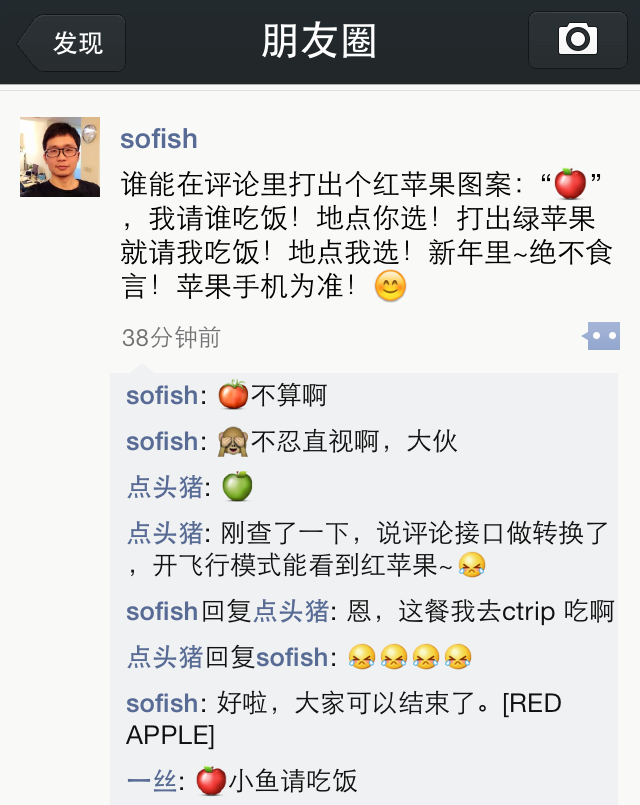 发现
朋友圈
sofish
谁能在评论里打出个红苹果图案：“🍎”
，我请谁吃饭！地点你选！打出绿苹果
就请我吃饭！地点我选！新年里~绝不食
言！苹果手机为准！😊
38分钟前
sofish: 🍅不算啊
sofish: 🙈不忍直视啊，大伙
点头猪: 🍏
点头猪: 刚查了一下，说评论接口做转换了
，开飞行模式能看到红苹果~😹
sofish回复点头猪: 恩，这餐我去ctrip 吃啊
点头猪回复sofish: 😹😹😹😹
sofish: 好啦，大家可以结束了。[RED
APPLE]
一丝: 🍎小鱼请吃饭